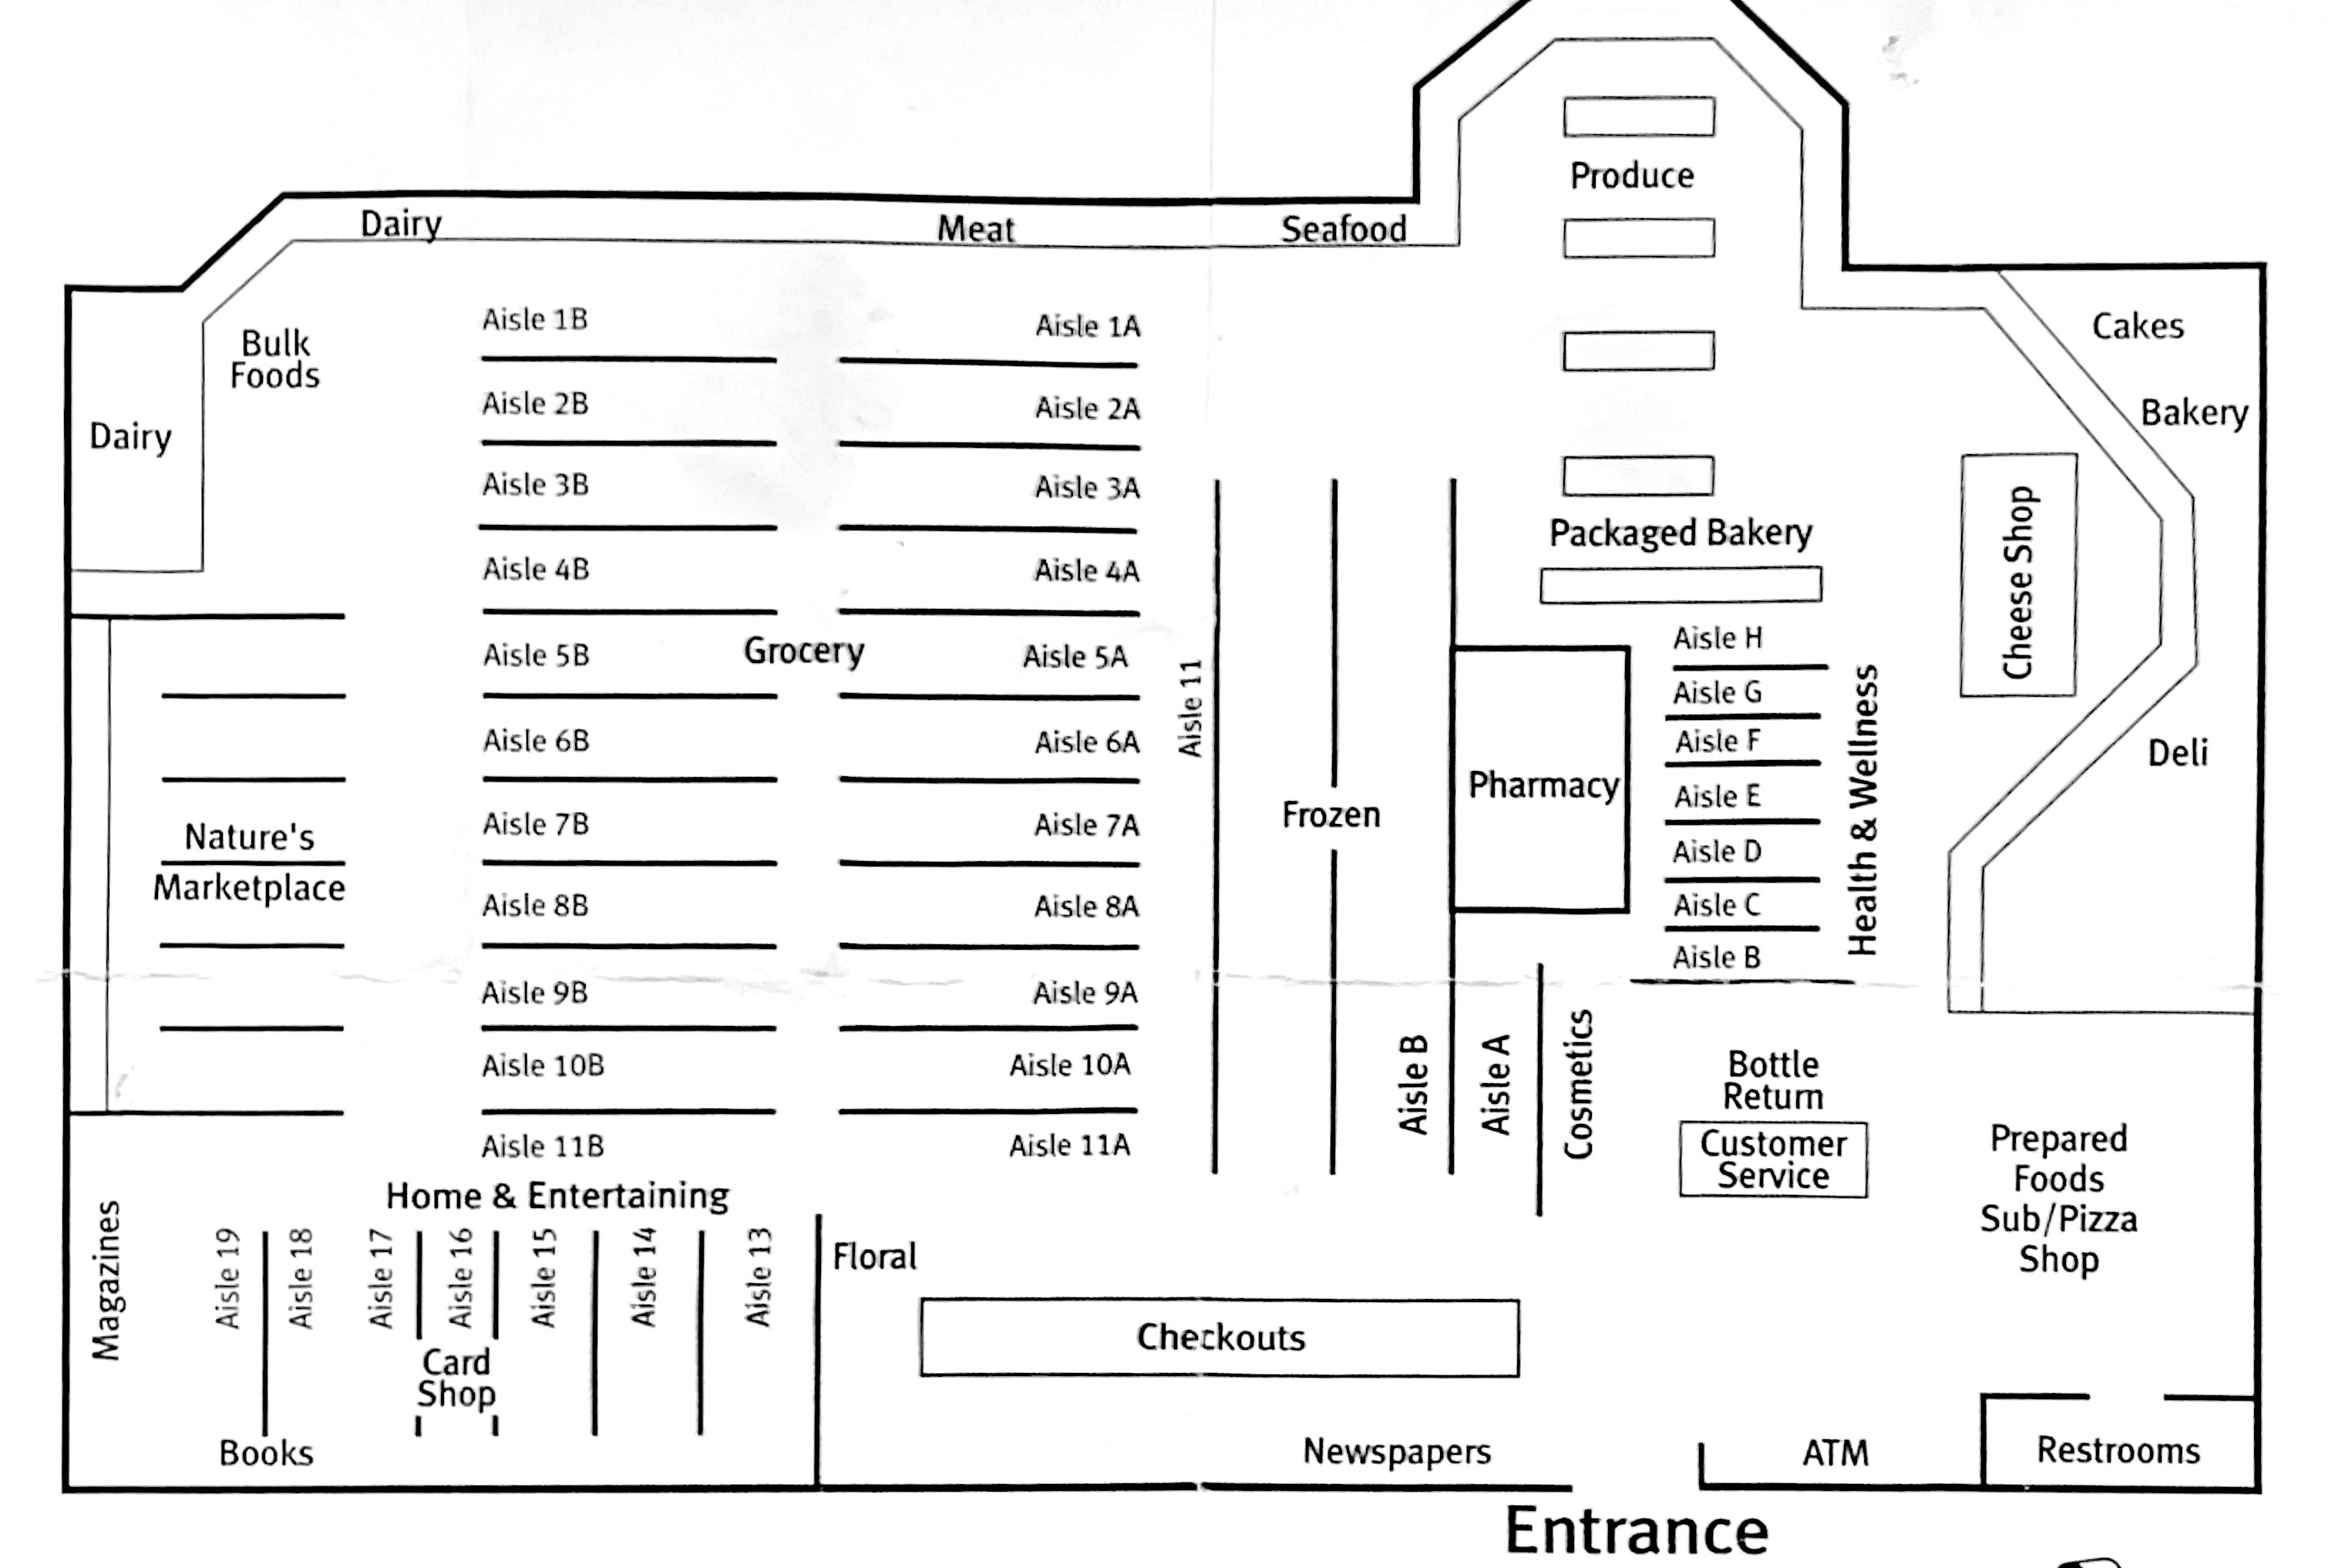 Produce
Dairy
Meat
Seafood
Cakes
Bakery
Bulk
Foods
Dairy
Aisle 1B
Aisle 1A
Aisle 2B
Aisle 2A
Aisle 3B
Aisle 3A
Aisle 4B
Aisle 4A
Aisle 5B
Grocery
Aisle 5A
Aisle 6B
Aisle 6A
Aisle 7B
Aisle 7A
Aisle 8B
Aisle 8A
Aisle 9B
Aisle 9A
Aisle 10B
Aisle 10A
Aisle 11B
Aisle 11A
Aisle 11
Frozen
Packaged Bakery
Cheese Shop
Aisle H
Aisle G
Aisle F
Aisle E
Aisle D
Aisle C
Aisle B
Health & Wellness
Pharmacy
Deli
Nature's
Marketplace
Aisle B
Aisle A
Cosmetics
Bottle
Return
Customer
Service
Prepared
Foods
Sub/Pizza
Shop
Home & Entertaining
Magazines
Aisle 19
Aisle 18
Aisle 17
Aisle 16
Aisle 15
Aisle 14
Aisle 13
Card
Shop
Books
Floral
Checkouts
Newspapers
ATM
Restrooms
Entrance